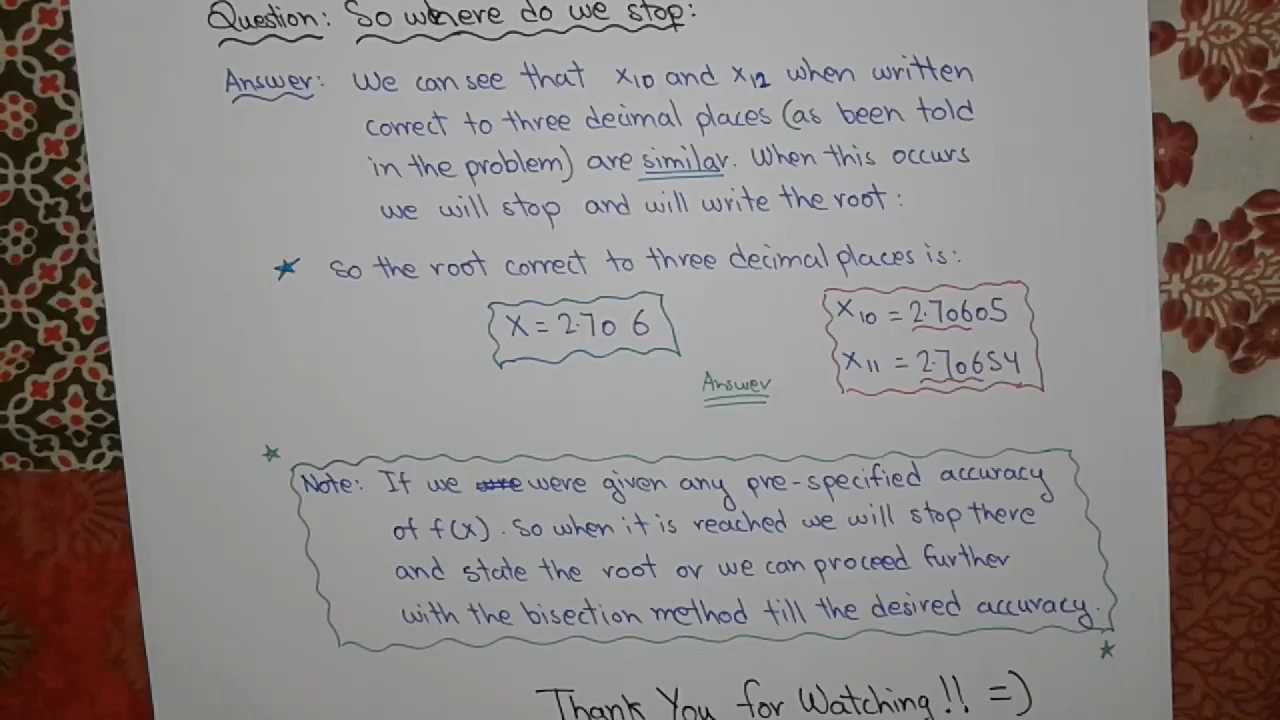 Question: So where do we stop:
Answer: We can see that x10 and x12 when written
correct to three decimal places (as been told
in the problem) are similar. When this occurs
we will stop and will write the root:
★ So the root correct to three decimal places is:
x = 2.70 6
x10 = 2.70605
x11 = 2.70654
Answer
Note: If we were given any pre-specified accuracy
of f(x). So when it is reached we will stop there
and state the root or we can proceed further
with the bisection method till the desired accuracy.
Thank You for Watching!! =)